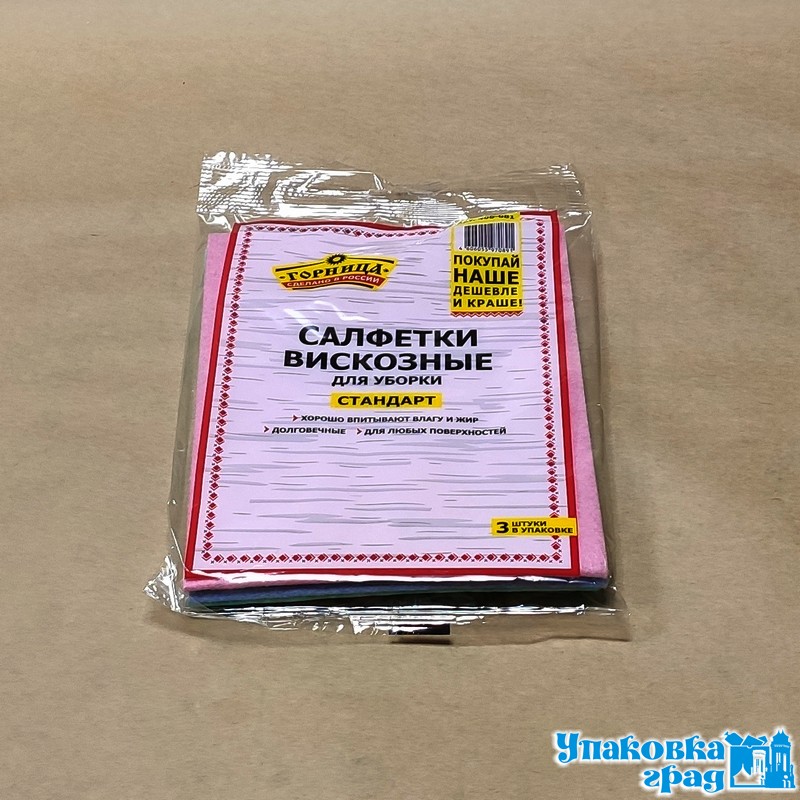 ГОРНИЦА
СДЕЛАНО В РОССИИ
ПОКУПАЙ
НАШЕ
ДЕШЕВЛЕ
И КРАШЕ!
САЛФЕТКИ
ВИСКОЗНЫЕ
ДЛЯ УБОРКИ
СТАНДАРТ
ХОРОШО ВПИТЫВАЮТ ВЛАГУ И ЖИР
ДОЛГОВЕЧНЫЕ ДЛЯ ЛЮБЫХ ПОВЕРХНОСТЕЙ
3 ШТУКИ
В УПАКОВКЕ
Упаковка
град